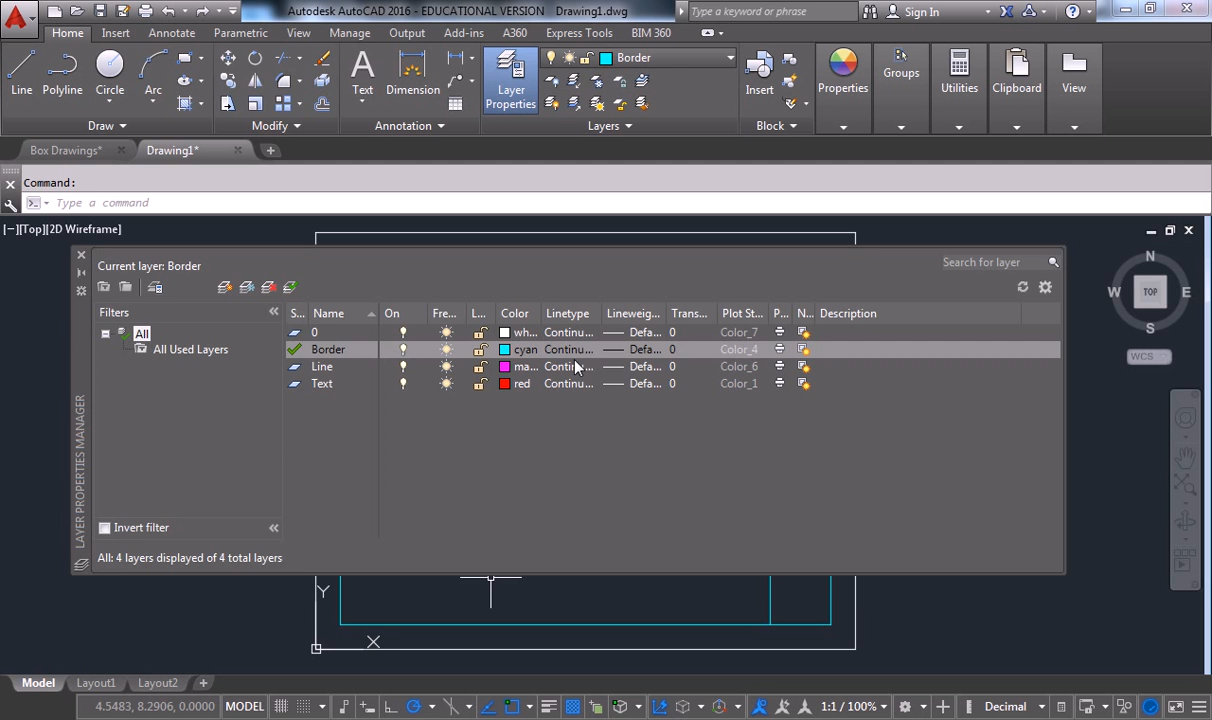 Autodesk AutoCAD 2016 - EDUCATIONAL VERSION Drawing1.dwg
Type a keyword or phrase
Sign In
Home Insert Annotate Parametric View Manage Output Add-ins A360 Express Tools BIM 360
Border
Line Polyline Circle Arc Text Dimension Layer Properties Insert Properties Groups Utilities Clipboard View
Draw Modify Annotation Layers Block
Box Drawings* Drawing1*
Command:
Type a command
[−][Top][2D Wireframe]
Current layer: Border
Search for layer
Filters
S... Name On Fre... L... Color Linetype Lineweig... Trans... Plot St... P... N... Description
All
All Used Layers
0 wh... Continu... Defa... 0 Color_7
Border cyan Continu... Defa... 0 Color_4
Line ma... Contin Defa... 0 Color_6
Text red Continu... Defa... 0 Color_1
LAYER PROPERTIES MANAGER
Invert filter
All: 4 layers displayed of 4 total layers
N
W TOP E
S
WCS
Y
X
Model Layout1 Layout2
4.5483, 8.2906, 0.0000 MODEL 1:1 / 100% Decimal